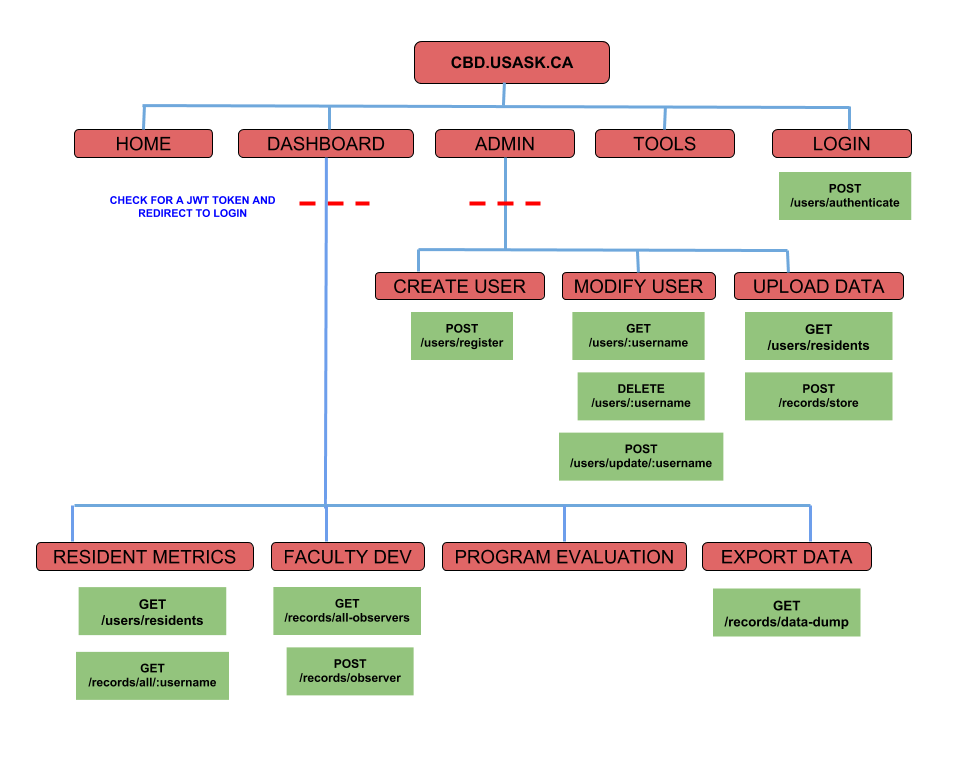 CBD.USASK.CA
HOME
DASHBOARD
ADMIN
TOOLS
LOGIN
POST
/users/authenticate
CHECK FOR A JWT TOKEN AND
REDIRECT TO LOGIN
CREATE USER
MODIFY USER
UPLOAD DATA
POST
/users/register
GET
/users/:username
GET
/users/residents
DELETE
/users/:username
POST
/records/store
POST
/users/update/:username
RESIDENT METRICS
FACULTY DEV
PROGRAM EVALUATION
EXPORT DATA
GET
/users/residents
GET
/records/all-observers
GET
/records/data-dump
GET
/records/all/:username
POST
/records/observer